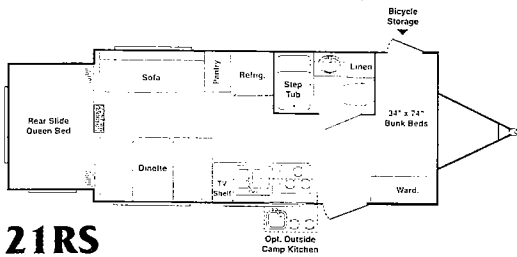 Bicycle
Storage
Sofa
Pantry
Refrig.
Step
Tub
Linen
Rear Slide
Queen Bed
34" x 74"
Bunk Beds
Dinette
TV
Shelf
Ward.
Opt. Outside
Camp Kitchen
21RS